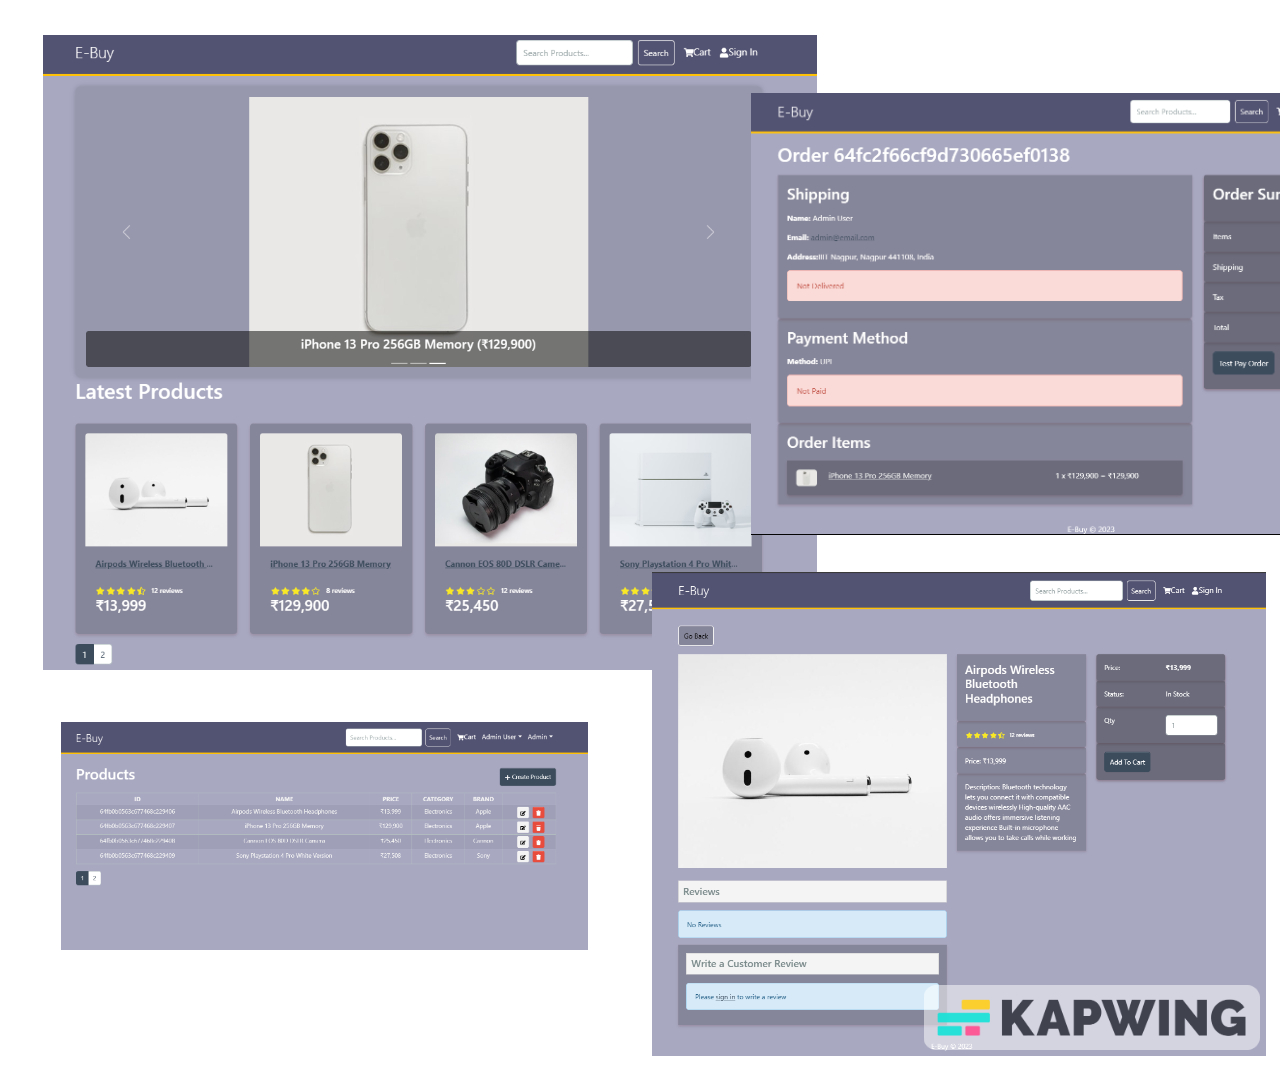 E-Buy
Search Products...
Search
Cart
Sign In
iPhone 13 Pro 256GB Memory (₹129,900)
Latest Products
Airpods Wireless Bluetooth ...
12 reviews
₹13,999
iPhone 13 Pro 256GB Memory
8 reviews
₹129,900
Cannon EOS 80D DSLR Came...
12 reviews
₹25,450
Sony Playstation 4 Pro Whit...
1 2
E-Buy
Search Products...
Search
Order 64fc2f66cf9d730665ef0138
Shipping
Name: Admin User
Email: admin@email.com
Nagpur, Nagpur 441108, India
Not Delivered
Payment Method
Method: UPI
Not Paid
Order Items
iPhone 13 Pro 256GB Memory
1 x ₹129,900 = ₹129,900
Order Sum
Items
Shipping
Tax
Total
Test Pay Order
E-Buy © 2023
E-Buy
Search Products...
Search
Cart
Admin User
Admin
Products
+ Create Product
ID NAME PRICE CATEGORY BRAND
Airpods Wireless Bluetooth Headphones ₹13,999 Electronics Apple
iPhone 13 Pro 256GB Memory ₹129,900 Electronics Apple
Cannon EOS 80D DSLR Camera ₹25,450 Electronics Cannon
Sony Playstation 4 Pro White Version ₹27,508 Electronics Sony
1 2
E-Buy
Search Products...
Search
Cart
Sign In
Go Back
Airpods Wireless
Bluetooth
Headphones
12 reviews
Price: ₹13,999
Description: Bluetooth technology
lets you connect it with compatible
devices wirelessly High-quality AAC
audio offers immersive listening
experience Built-in microphone
allows you to take calls while working
Price: ₹13,999
Status: In Stock
Qty 1
Add To Cart
Reviews
No Reviews
Write a Customer Review
Please sign in to write a review
E-Buy © 2023
KAPWING